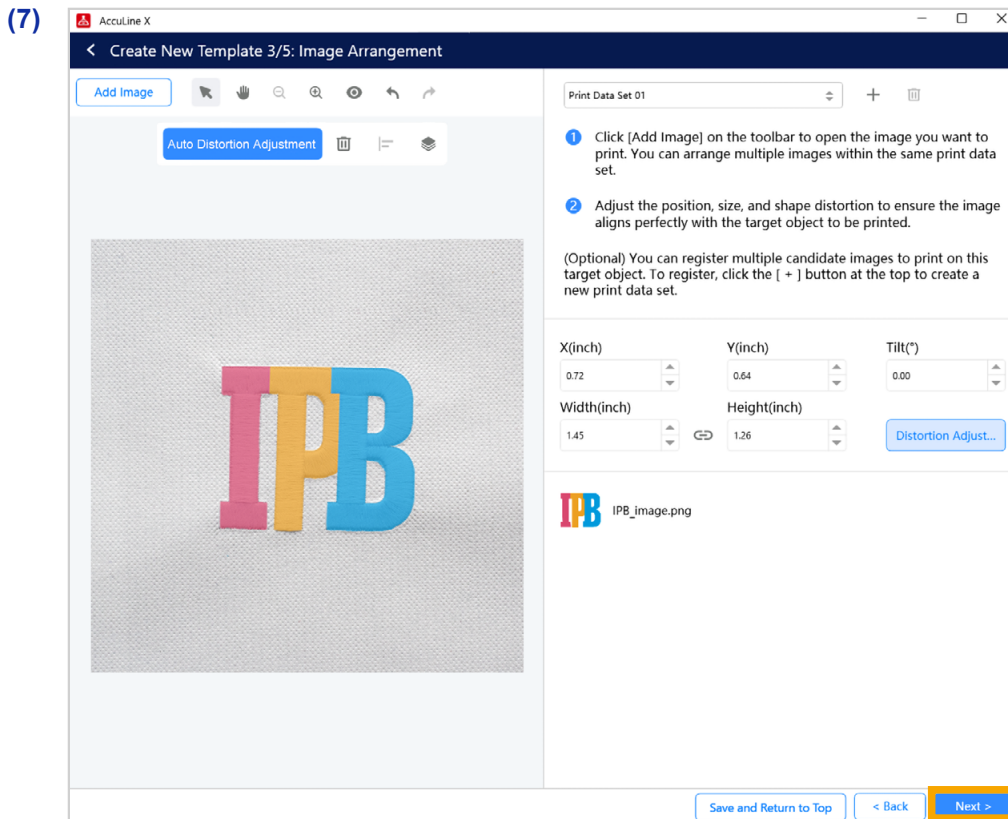 (7)
AccuLine X
Create New Template 3/5: Image Arrangement
Add Image
Auto Distortion Adjustment
IPB
Print Data Set 01
1 Click [Add Image] on the toolbar to open the image you want to
print. You can arrange multiple images within the same print data
set.
2 Adjust the position, size, and shape distortion to ensure the image
aligns perfectly with the target object to be printed.
(Optional) You can register multiple candidate images to print on this
target object. To register, click the [ + ] button at the top to create a
new print data set.
X(inch) Y(inch) Tilt(°)
0.72 0.64 0.00
Width(inch) Height(inch)
1.45 1.26 Distortion Adjust...
IPB IPB_image.png
Save and Return to Top < Back Next >